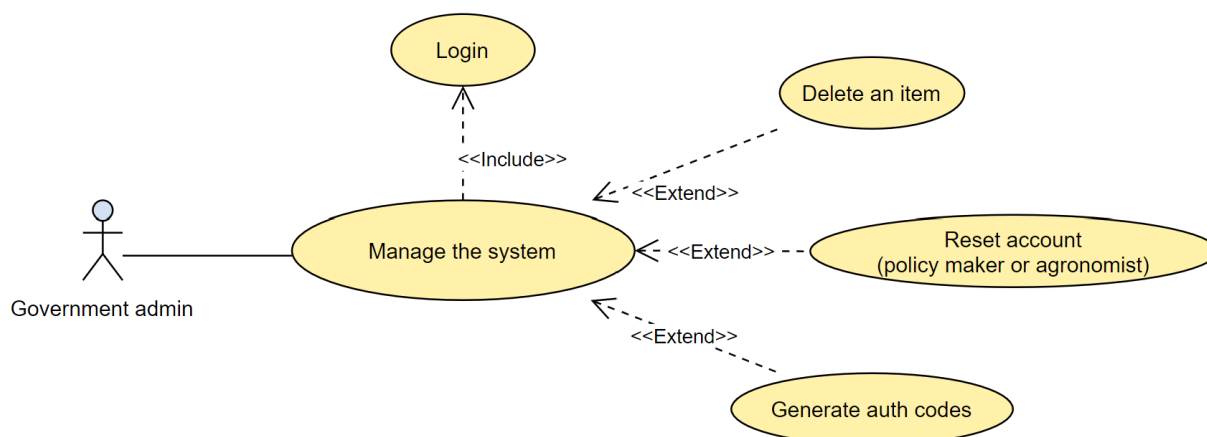 Login
Delete an item
<<Include>>
<<Extend>>
Manage the system
<<Extend>>
Reset account
(policy maker or agronomist)
Government admin
<<Extend>>
Generate auth codes